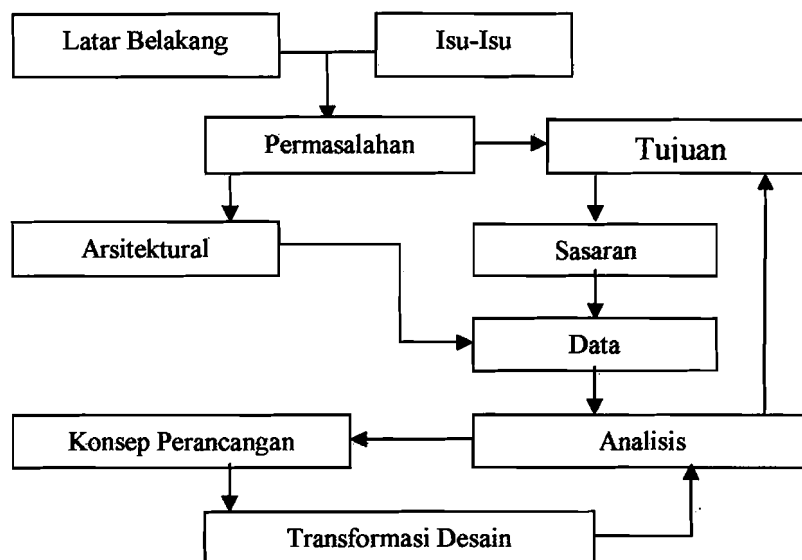 Latar Belakang
Isu-Isu
Permasalahan
Tujuan
Arsitektural
Sasaran
Data
Konsep Perancangan
Analisis
Transformasi Desain